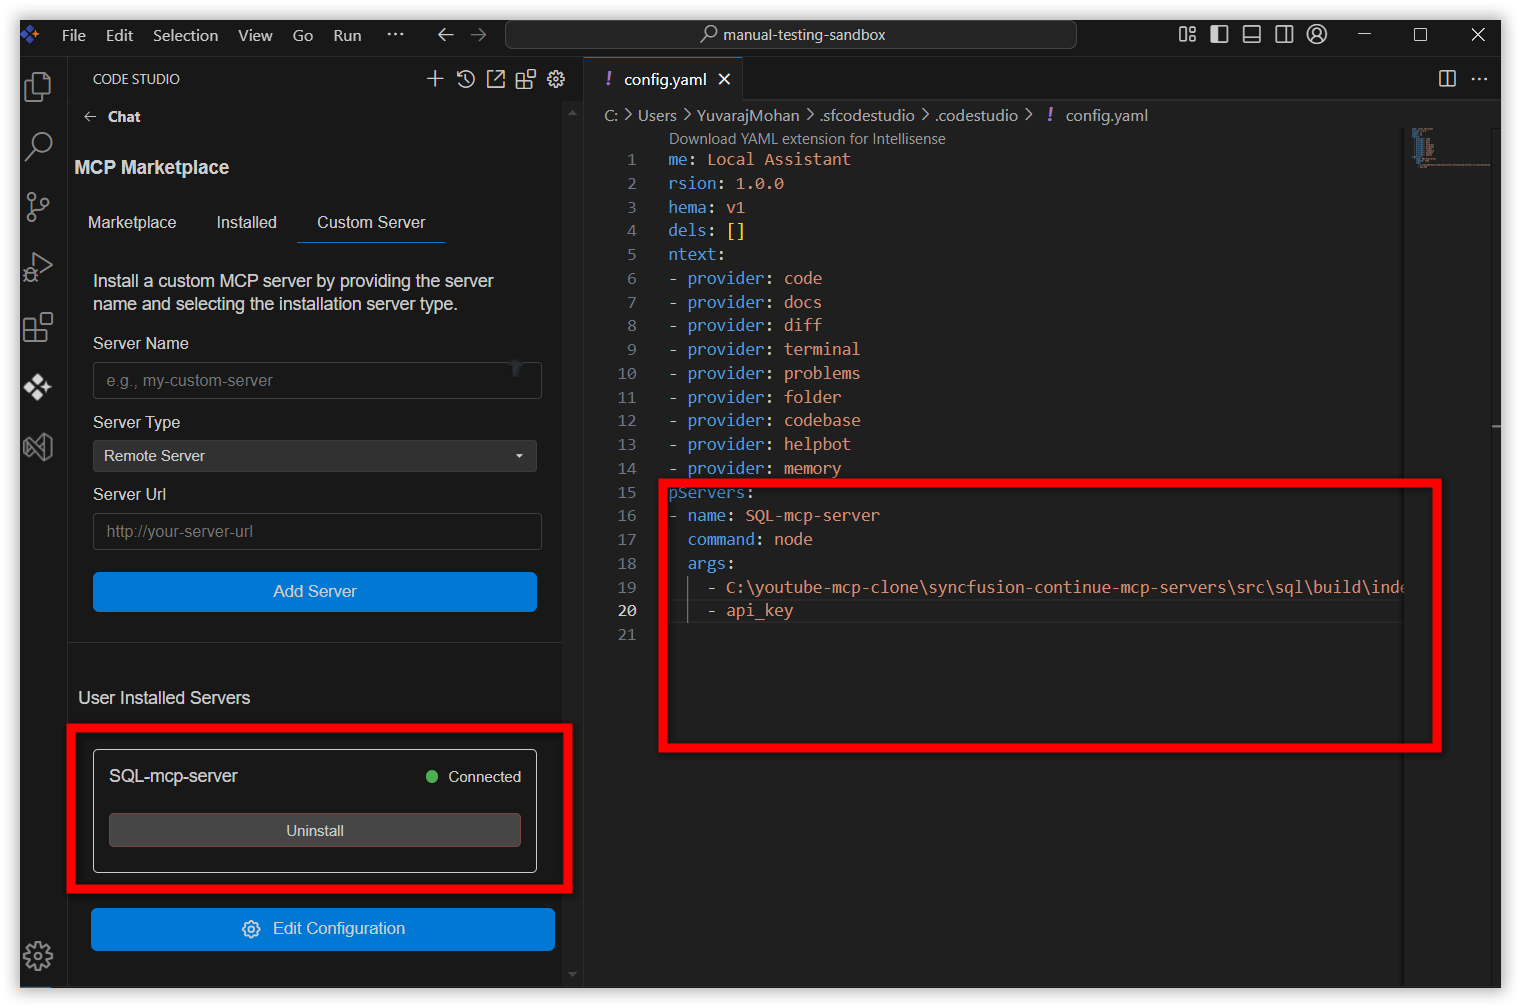 File Edit Selection View Go Run ···
manual-testing-sandbox
CODE STUDIO
Chat
MCP Marketplace
Marketplace Installed Custom Server
Install a custom MCP server by providing the server
name and selecting the installation server type.
Server Name
e.g., my-custom-server
Server Type
Remote Server
Server Url
http://your-server-url
Add Server
User Installed Servers
SQL-mcp-server Connected
Uninstall
Edit Configuration
! config.yaml
C: > Users > YuvarajMohan > .sfcodestudio > .codestudio > ! config.yaml
Download YAML extension for Intellisense
1 me: Local Assistant
2 rsion: 1.0.0
3 hema: v1
4 dels: []
5 ntext:
6 - provider: code
7 - provider: docs
8 - provider: diff
9 - provider: terminal
10 - provider: problems
11 - provider: folder
12 - provider: codebase
13 - provider: helpbot
14 - provider: memory
15 pServers:
16 - name: SQL-mcp-server
17 command: node
18 args:
19 - C:\youtube-mcp-clone\syncfusion-continue-mcp-servers\src\sql\build\inde
20 - api_key
21